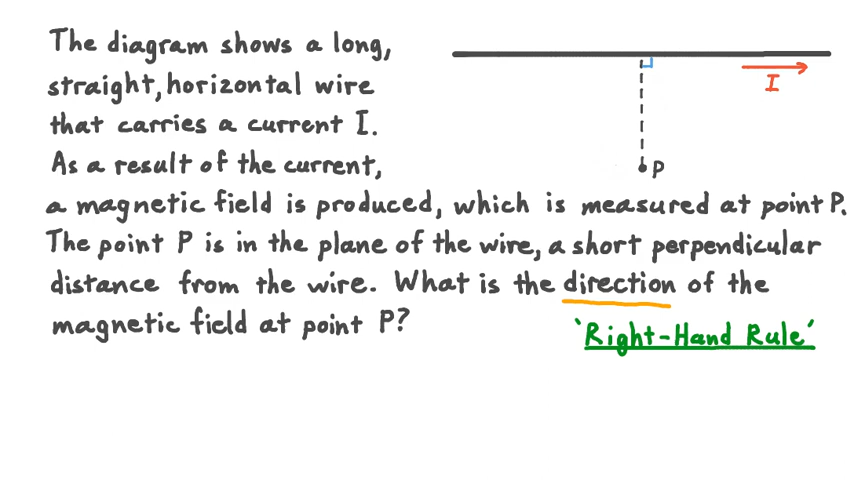 The diagram shows a long,
straight, horizontal wire
that carries a current I.
As a result of the current,
a magnetic field is produced, which is measured at point P.
The point P is in the plane of the wire, a short perpendicular
distance from the wire. What is the direction of the
magnetic field at point P?
'Right-Hand Rule'
I
P